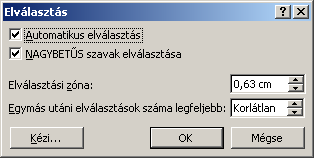 Elválasztás
Automatikus elválasztás
NAGYBETŰS szavak elválasztása
Elválasztási zóna: 0,63 cm
Egymás utáni elválasztások száma legfeljebb: Korlátlan
Kézi... OK Mégse